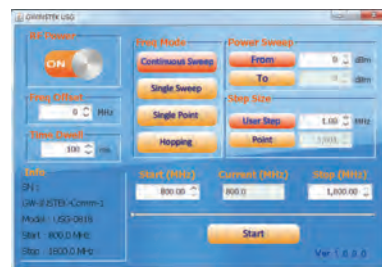 GWINSTEK USG
RF Power
ON
Freq Offset
0 MHz
Time Dwell
100 ms
Freq Mode
Continuous Sweep
Single Sweep
Single Point
Hopping
Power Sweep
From 0 dBm
To 0 dBm
Step Size
User Step 1.00 MHz
Point
Info
SN :
GW-INSTEK-Comm-1
Model : USG-0818
Start : 800.0 MHz
Stop : 1800.0 MHz
Start (MHz)
800.00
Current (MHz)
800.0
Stop (MHz)
1,800.00
Start
Ver 1.0.0.0